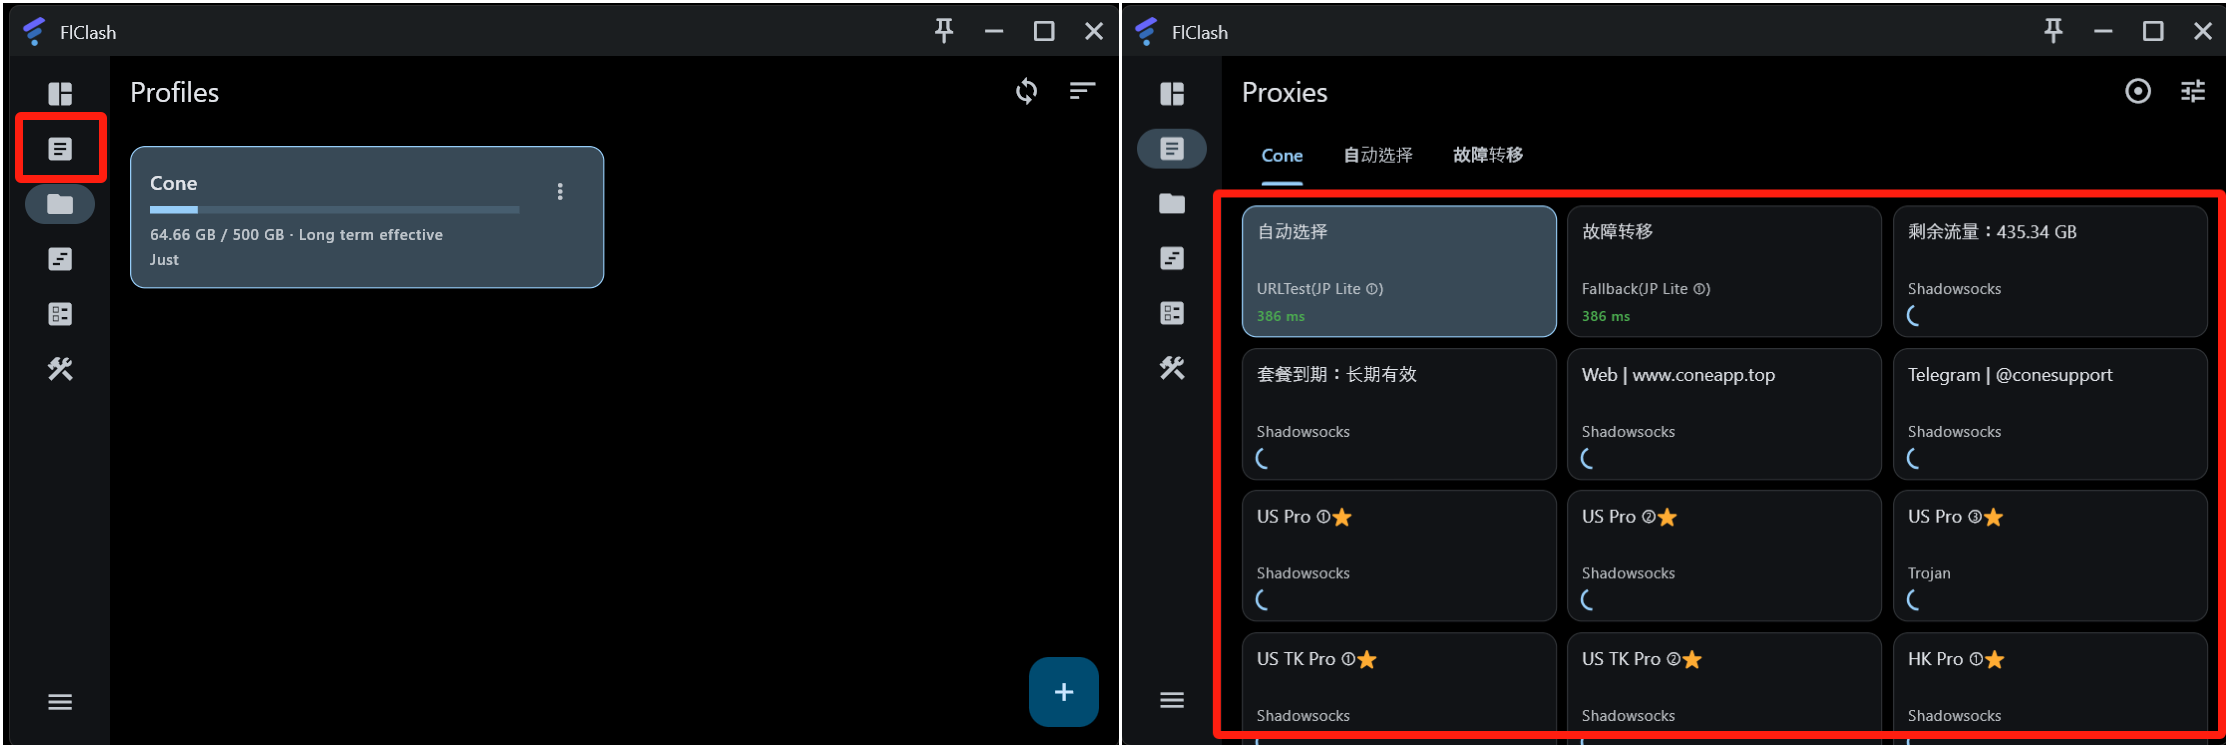 FlClash
Profiles
Cone
64.66 GB / 500 GB · Long term effective
Just
FlClash
Proxies
Cone
自动选择
故障转移
自动选择
URLTest(JP Lite ①)
386 ms
故障转移
Fallback(JP Lite ①)
386 ms
剩余流量：435.34 GB
Shadowsocks
套餐到期：长期有效
Shadowsocks
Web | www.coneapp.top
Shadowsocks
Telegram | @conesupport
Shadowsocks
US Pro ①⭐
Shadowsocks
US Pro ②⭐
Shadowsocks
US Pro ③⭐
Trojan
US TK Pro ①⭐
Shadowsocks
US TK Pro ②⭐
Shadowsocks
HK Pro ①⭐
Shadowsocks